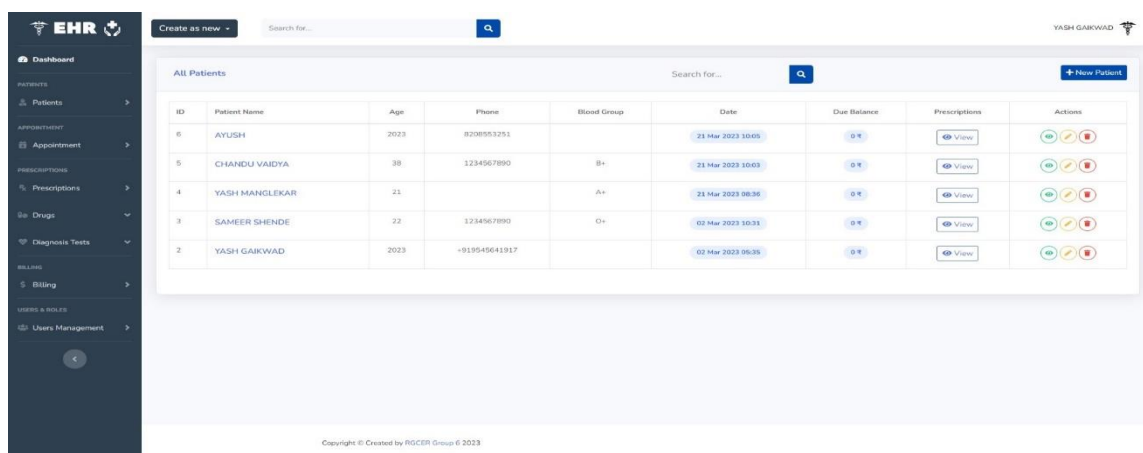 EHR
Create as new
Search for...
YASH GAIKWAD
Dashboard
PATIENTS
Patients
APPOINTMENT
Appointment
PRESCRIPTIONS
Prescriptions
Drugs
Diagnosis Tests
BILLING
Billing
USERS & ROLES
Users Management
All Patients
Search for...
+ New Patient
ID Patient Name Age Phone Blood Group Date Due Balance Prescriptions Actions
6 AYUSH 2023 8208553251 21 Mar 2023 10:05 0 ₹ View
5 CHANDU VAIDYA 38 1234567890 B+ 21 Mar 2023 10:03 0 ₹ View
4 YASH MANGLEKAR 21 A+ 21 Mar 2023 08:36 0 ₹ View
3 SAMEER SHENDE 22 1234567890 O+ 02 Mar 2023 10:31 0 ₹ View
2 YASH GAIKWAD 2023 +919545641917 02 Mar 2023 05:35 0 ₹ View
Copyright © Created by RGCER Group 6 2023